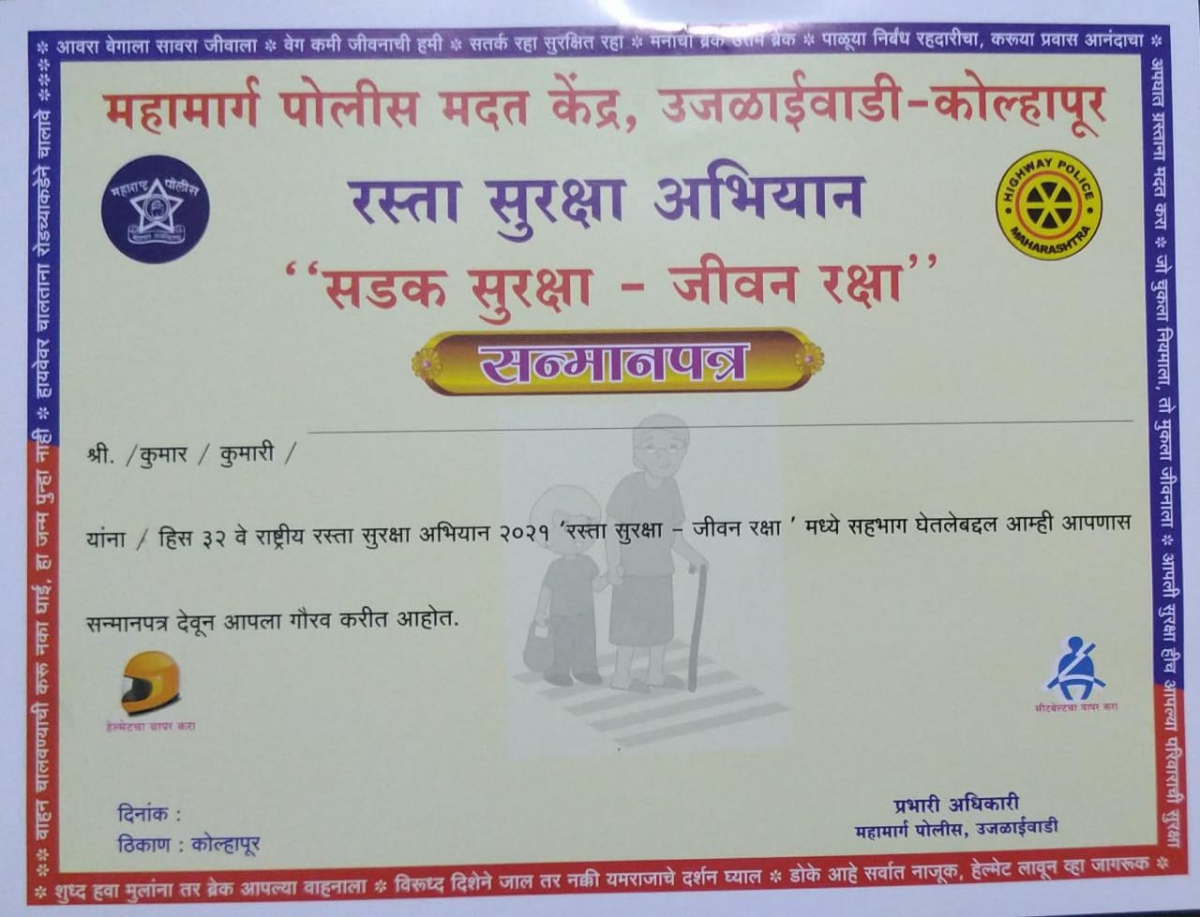 ❊ आवरा वेगाला सावरा जीवाला ❊ वेग कमी जीवनाची हमी ❊ सतर्क रहा सुरक्षित रहा ❊ मनाचा ब्रेक उत्तम ब्रेक ❊ पाळूया निर्बंध रहदारीचा, करूया प्रवास आनंदाचा ❊
महामार्ग पोलीस मदत केंद्र, उजळाईवाडी-कोल्हापूर
महाराष्ट्र पोलीस
रस्ता सुरक्षा अभियान
HIGHWAY POLICE
MAHARASHTRA
“सडक सुरक्षा - जीवन रक्षा”
सन्मानपत्र
श्री. /कुमार / कुमारी /
यांना / हिस ३२ वे राष्ट्रीय रस्ता सुरक्षा अभियान २०२१ ‘रस्ता सुरक्षा - जीवन रक्षा ’ मध्ये सहभाग घेतलेबद्दल आम्ही आपणास
सन्मानपत्र देवून आपला गौरव करीत आहोत.
हेल्मेटचा वापर करा
सीटबेल्टचा वापर करा
दिनांक :
ठिकाण : कोल्हापूर
प्रभारी अधिकारी
महामार्ग पोलीस, उजळाईवाडी
अपघात ग्रस्ताना मदत करा ❊ जो चुकला नियमाला, तो मुकला जीवनाला ❊ आपली सुरक्षा हीच आपल्या परिवाराची सुरक्षा
❊ शुध्द हवा मुलांना तर ब्रेक आपल्या वाहनाला ❊ विरूध्द दिशेने जाल तर नक्की यमराजाचे दर्शन घ्याल ❊ डोके आहे सर्वात नाजूक, हेल्मेट लावून व्हा जागरूक ❊
❊❊ वाहन चालवण्याची करू नका घाई, हा जन्म पुन्हा नाही ❊ हायवेवर चालताना रोडच्याकडेने चालावे ❊❊❊